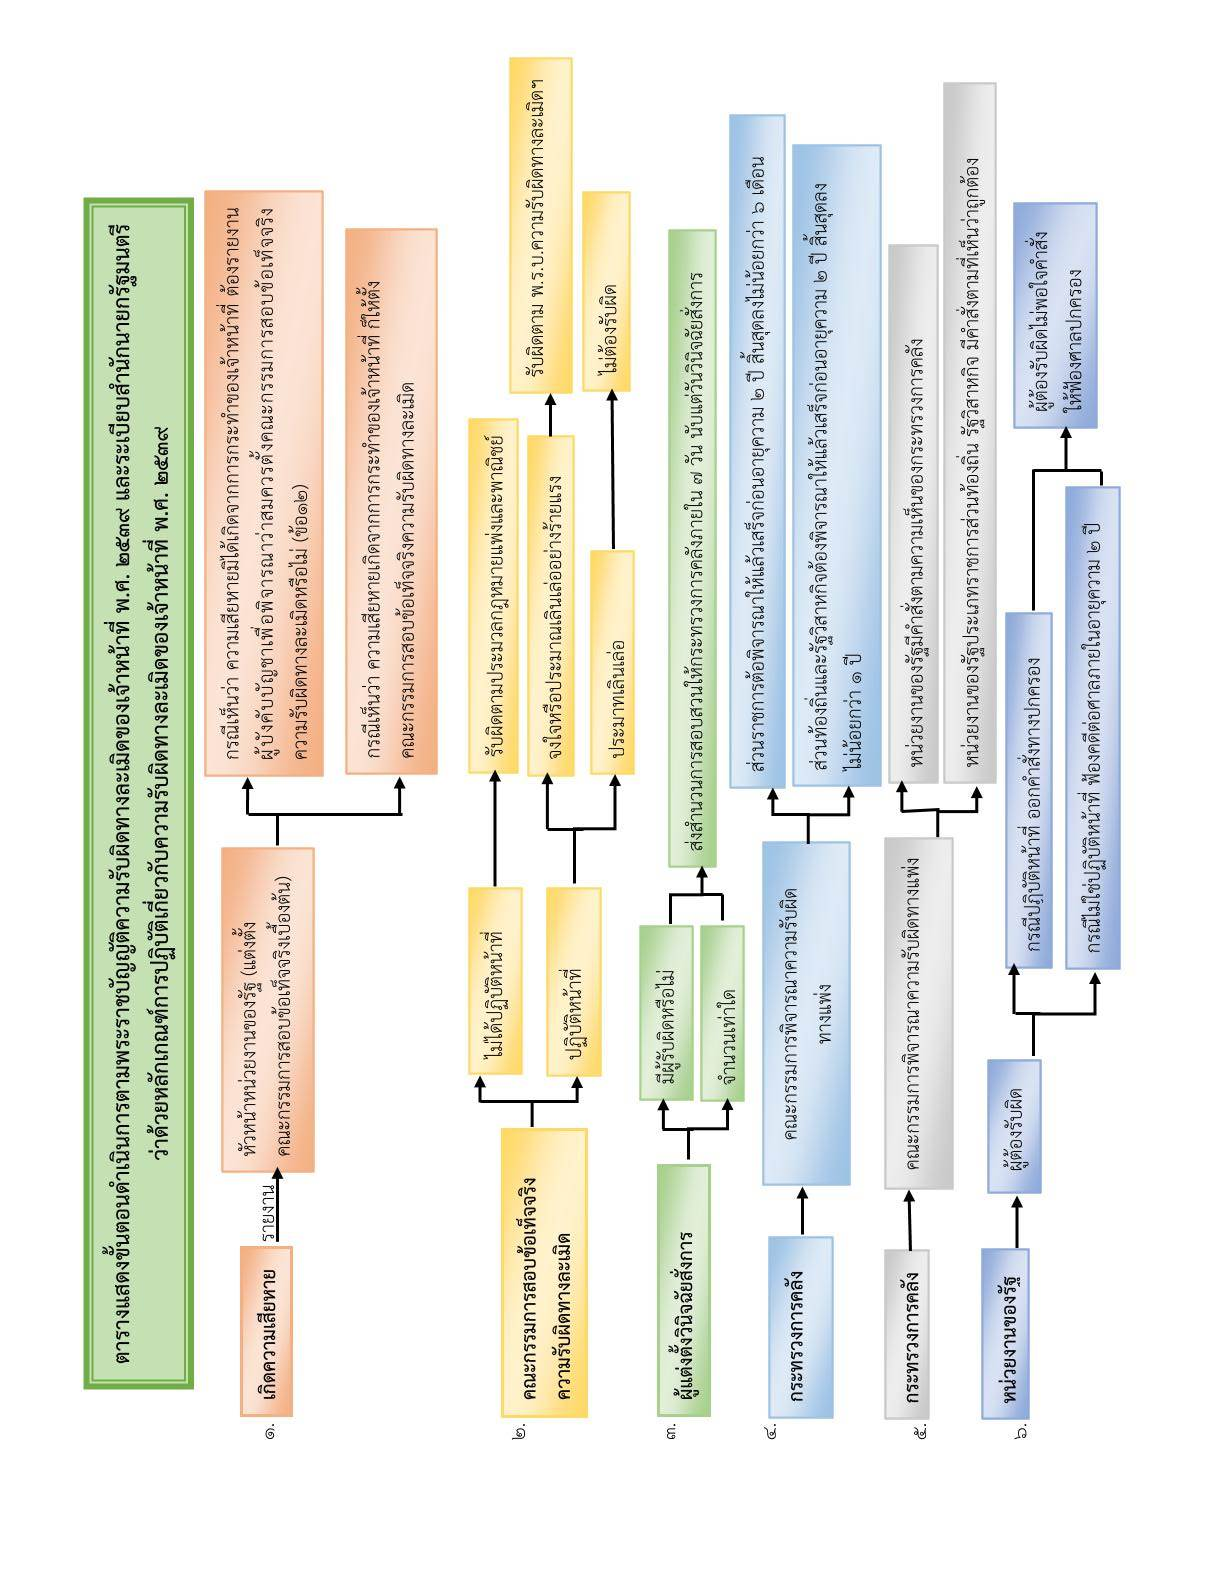 ตารางแสดงขั้นตอนดำเนินการตามพระราชบัญญัติความรับผิดทางละเมิดของเจ้าหน้าที่ พ.ศ. ๒๕๓๙ และระเบียบสำนักนายกรัฐมนตรี
ว่าด้วยหลักเกณฑ์การปฏิบัติเกี่ยวกับความรับผิดทางละเมิดของเจ้าหน้าที่ พ.ศ. ๒๕๓๙
๑.
เกิดความเสียหาย
รายงาน
หัวหน้าหน่วยงานของรัฐ (แต่งตั้ง
คณะกรรมการสอบข้อเท็จจริงเบื้องต้น)
กรณีเห็นว่า ความเสียหายมิได้เกิดจากการกระทำของเจ้าหน้าที่ ต้องรายงาน
ผู้บังคับบัญชาเพื่อพิจารณาว่าสมควรตั้งคณะกรรมการสอบข้อเท็จจริง
ความรับผิดทางละเมิดหรือไม่ (ข้อ๑๒)
กรณีเห็นว่า ความเสียหายเกิดจากการกระทำของเจ้าหน้าที่ ก็ให้ตั้ง
คณะกรรมการสอบข้อเท็จจริงความรับผิดทางละเมิด
๒.
คณะกรรมการสอบข้อเท็จจริง
ความรับผิดทางละเมิด
ไม่ได้ปฏิบัติหน้าที่
รับผิดตามประมวลกฎหมายแพ่งและพาณิชย์
ปฏิบัติหน้าที่
จงใจหรือประมาณเลินเล่ออย่างร้ายแรง
รับผิดตาม พ.ร.บ.ความรับผิดทางละเมิดฯ
ประมาทเลินเล่อ
ไม่ต้องรับผิด
๓.
ผู้แต่งตั้งวินิจฉัยสั่งการ
มีผู้รับผิดหรือไม่
จำนวนเท่าใด
ส่งสำนวนการสอบสวนให้กระทรวงการคลังภายใน ๗ วัน นับแต่วันวินิจฉัยสั่งการ
๔.
กระทรวงการคลัง
คณะกรรมการพิจารณาความรับผิด
ทางแพ่ง
ส่วนราชการต้อพิจารณาให้แล้วเสร็จก่อนอายุความ ๒ ปี สิ้นสุดลงไม่น้อยกว่า ๖ เดือน
ส่วนท้องถิ่นและรัฐวิสาหกิจต้องพิจารณาให้แล้วเสร็จก่อนอายุความ ๒ ปี สิ้นสุดลง
ไม่น้อยกว่า ๑ ปี
๕.
กระทรวงการคลัง
คณะกรรมการพิจารณาความรับผิดทางแพ่ง
หน่วยงานของรัฐมีคำสั่งตามความเห็นของกระทรวงการคลัง
หน่วยงานของรัฐประเภทราชการส่วนท้องถิ่น รัฐวิสาหกิจ มีคำสั่งตามที่เห็นว่าถูกต้อง
๖.
หน่วยงานของรัฐ
ผู้ต้องรับผิด
กรณีปฏิบัติหน้าที่ ออกคำสั่งทางปกครอง
กรณีไม่ใช่ปฏิบัติหน้าที่ ฟ้องคดีต่อศาลภายในอายุความ ๒ ปี
ผู้ต้องรับผิดไม่พอใจคำสั่ง
ให้ฟ้องศาลปกครอง